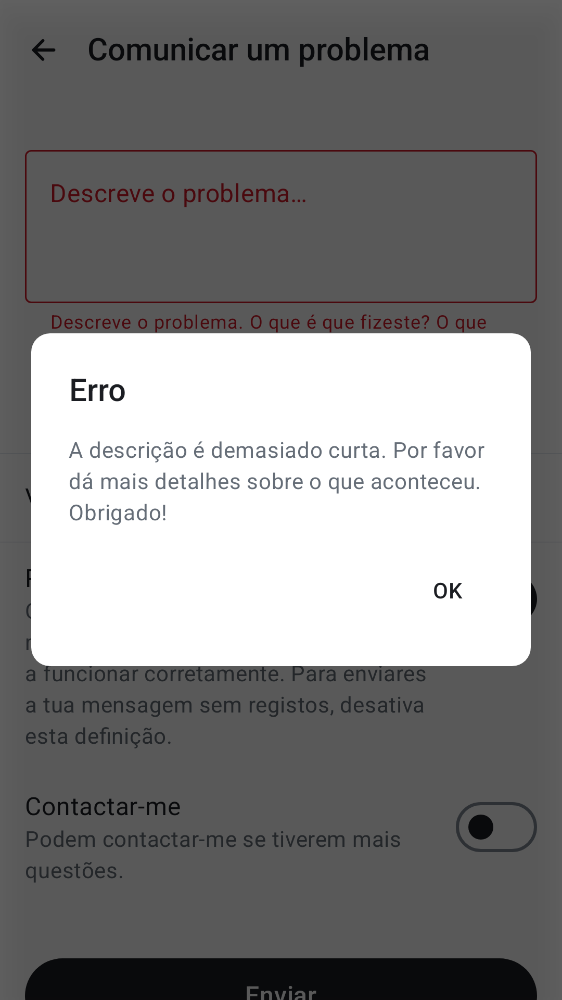 Comunicar um problema
Descreve o problema...
Descreve o problema. O que é que fizeste? O que
Erro
A descrição é demasiado curta. Por favor
dá mais detalhes sobre o que aconteceu.
Obrigado!
OK
a funcionar corretamente. Para enviares
a tua mensagem sem registos, desativa
esta definição.
Contactar-me
Podem contactar-me se tiverem mais
questões.
Enviar